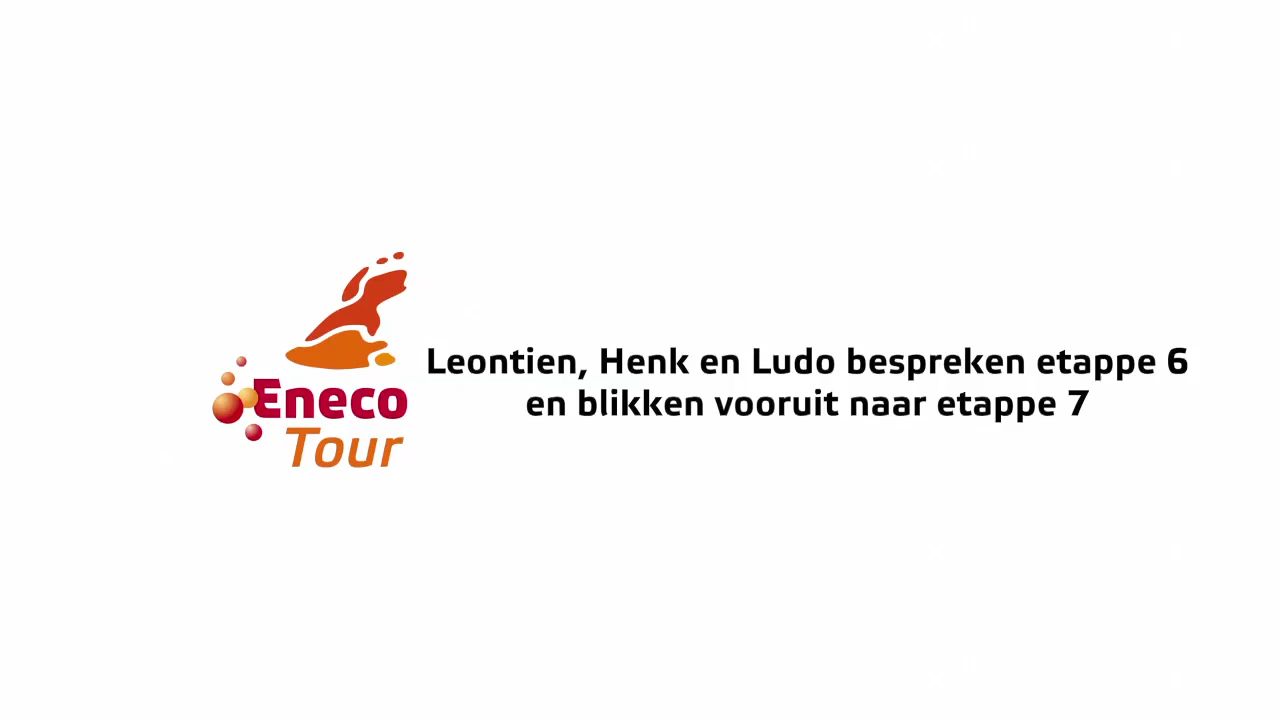 Eneco
Tour
Leontien, Henk en Ludo bespreken etappe 6
en blikken vooruit naar etappe 7